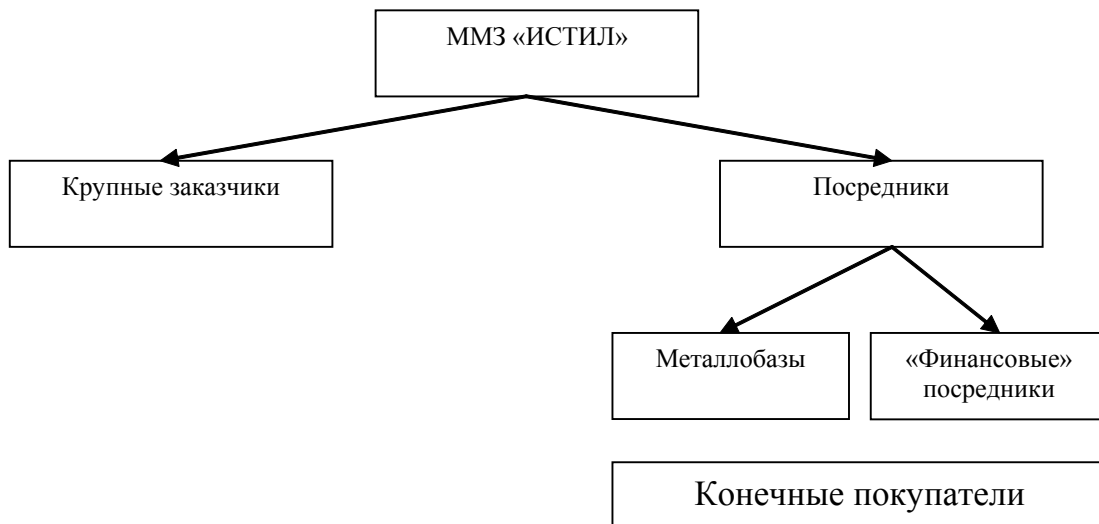 ММЗ «ИСТИЛ»
Крупные заказчики
Посредники
Металлобазы
«Финансовые»
посредники
Конечные покупатели